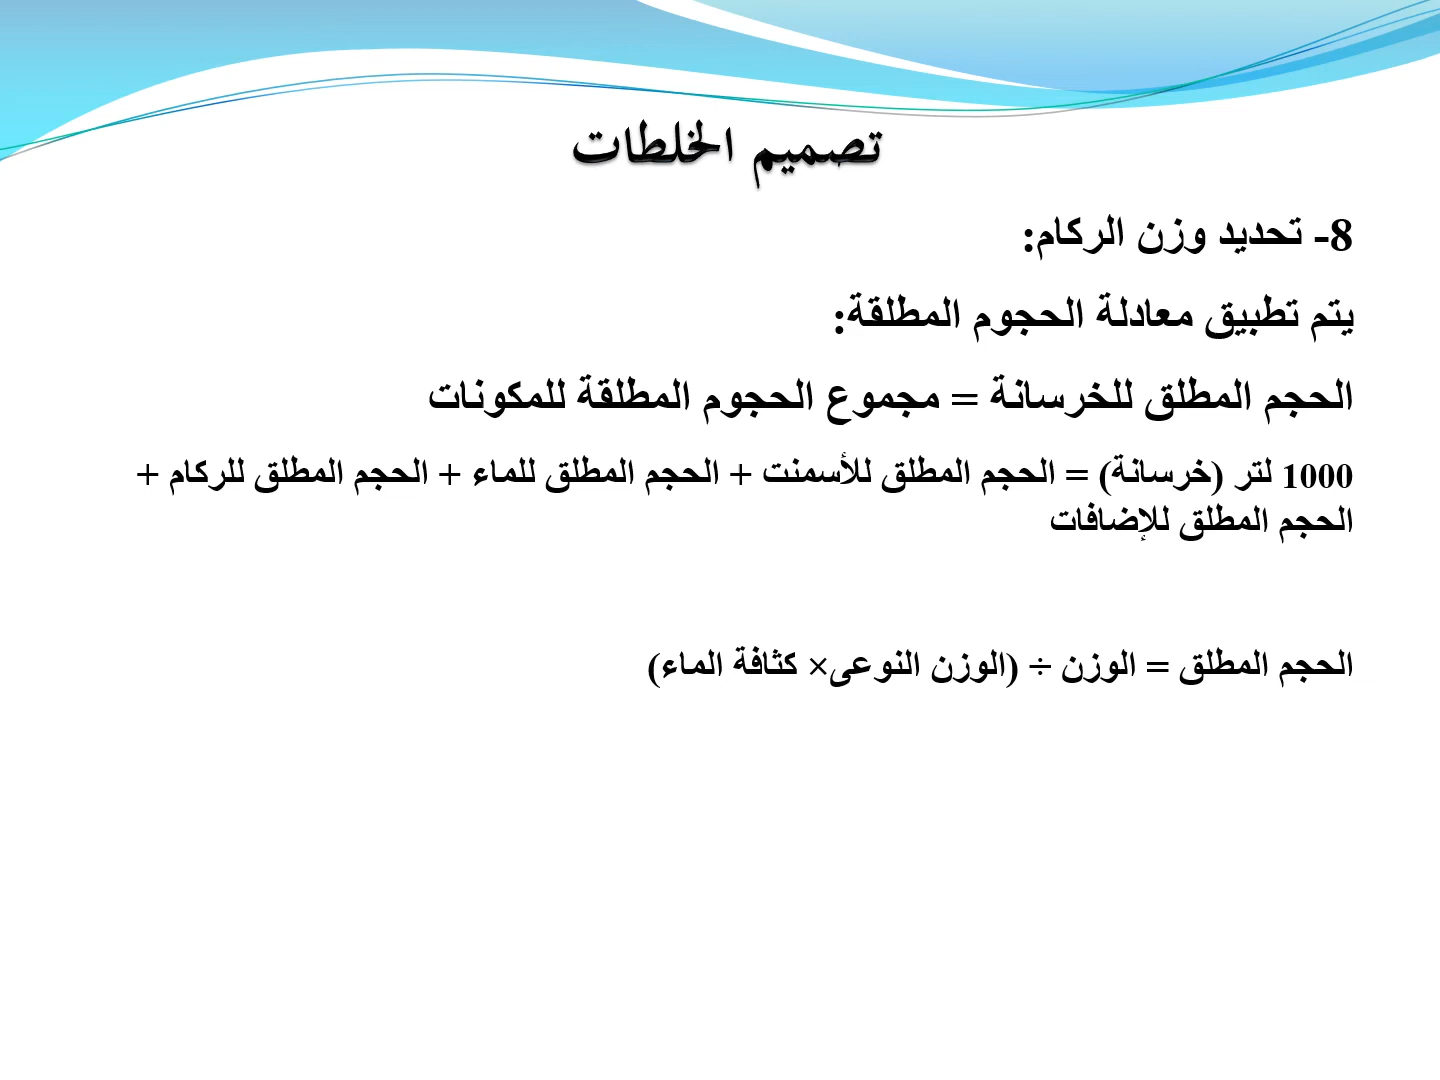 تصميم الخلطات
8- تحديد وزن الركام:
يتم تطبيق معادلة الحجوم المطلقة:
الحجم المطلق للخرسانة = مجموع الحجوم المطلقة للمكونات
1000 لتر (خرسانة) = الحجم المطلق للأسمنت + الحجم المطلق للماء + الحجم المطلق للركام +
الحجم المطلق للإضافات
الحجم المطلق = الوزن ÷ (الوزن النوعى× كثافة الماء)